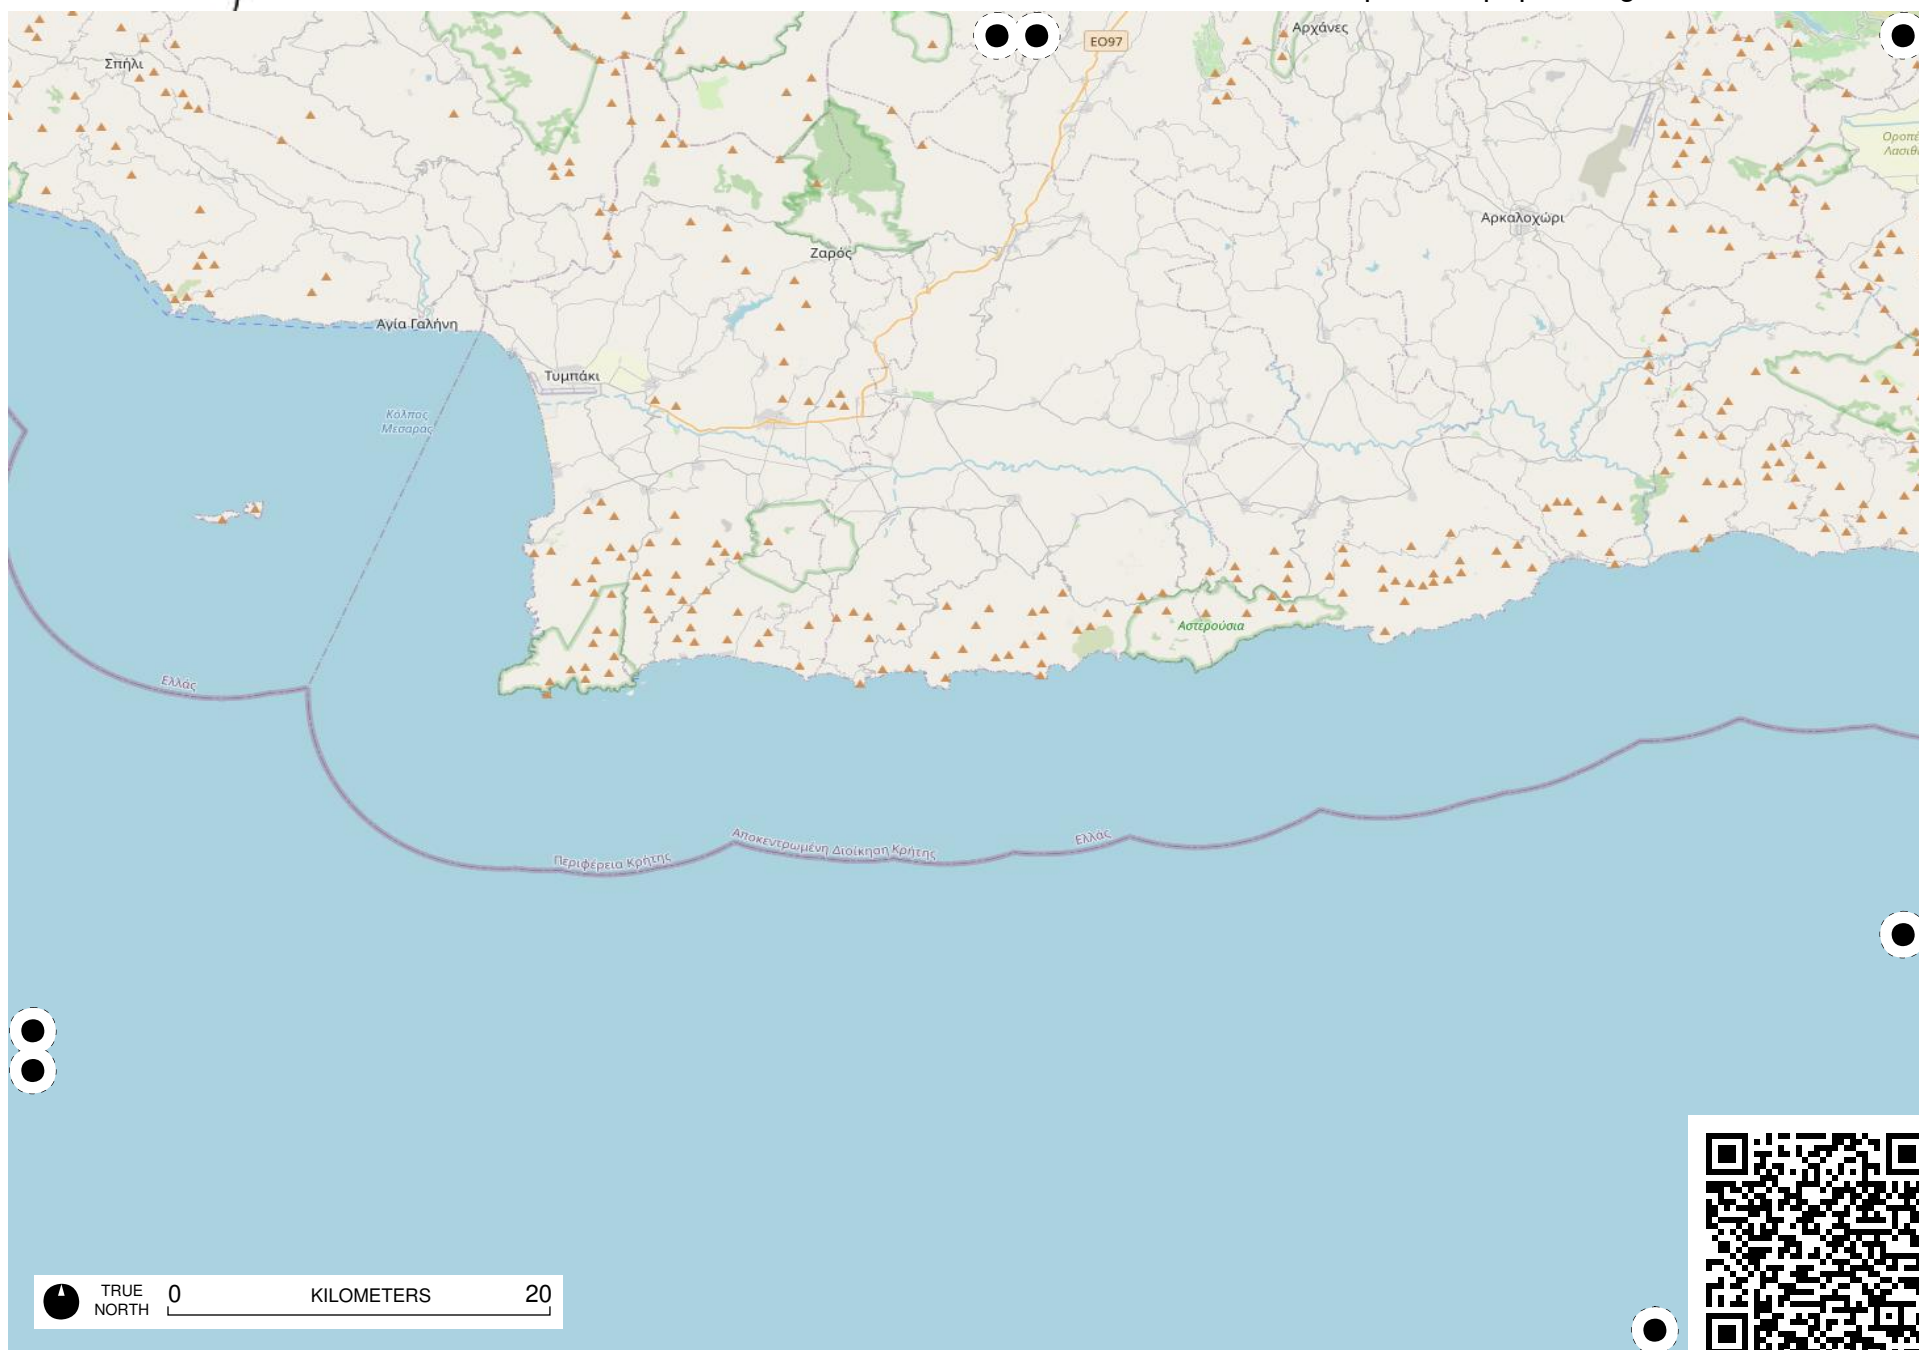 Αρχάνες
EO97
Σπήλι
Αρκαλοχώρι
Ζαρός
Αγία Γαλήνη
Τυμπάκι
Κόλπος
Μεσαράς
Αστερούσια
Ελλάς
Αποκεντρωμένη Διοίκηση Κρήτης
Ελλάς
Περιφέρεια Κρήτης
TRUE
NORTH
0 KILOMETERS 20